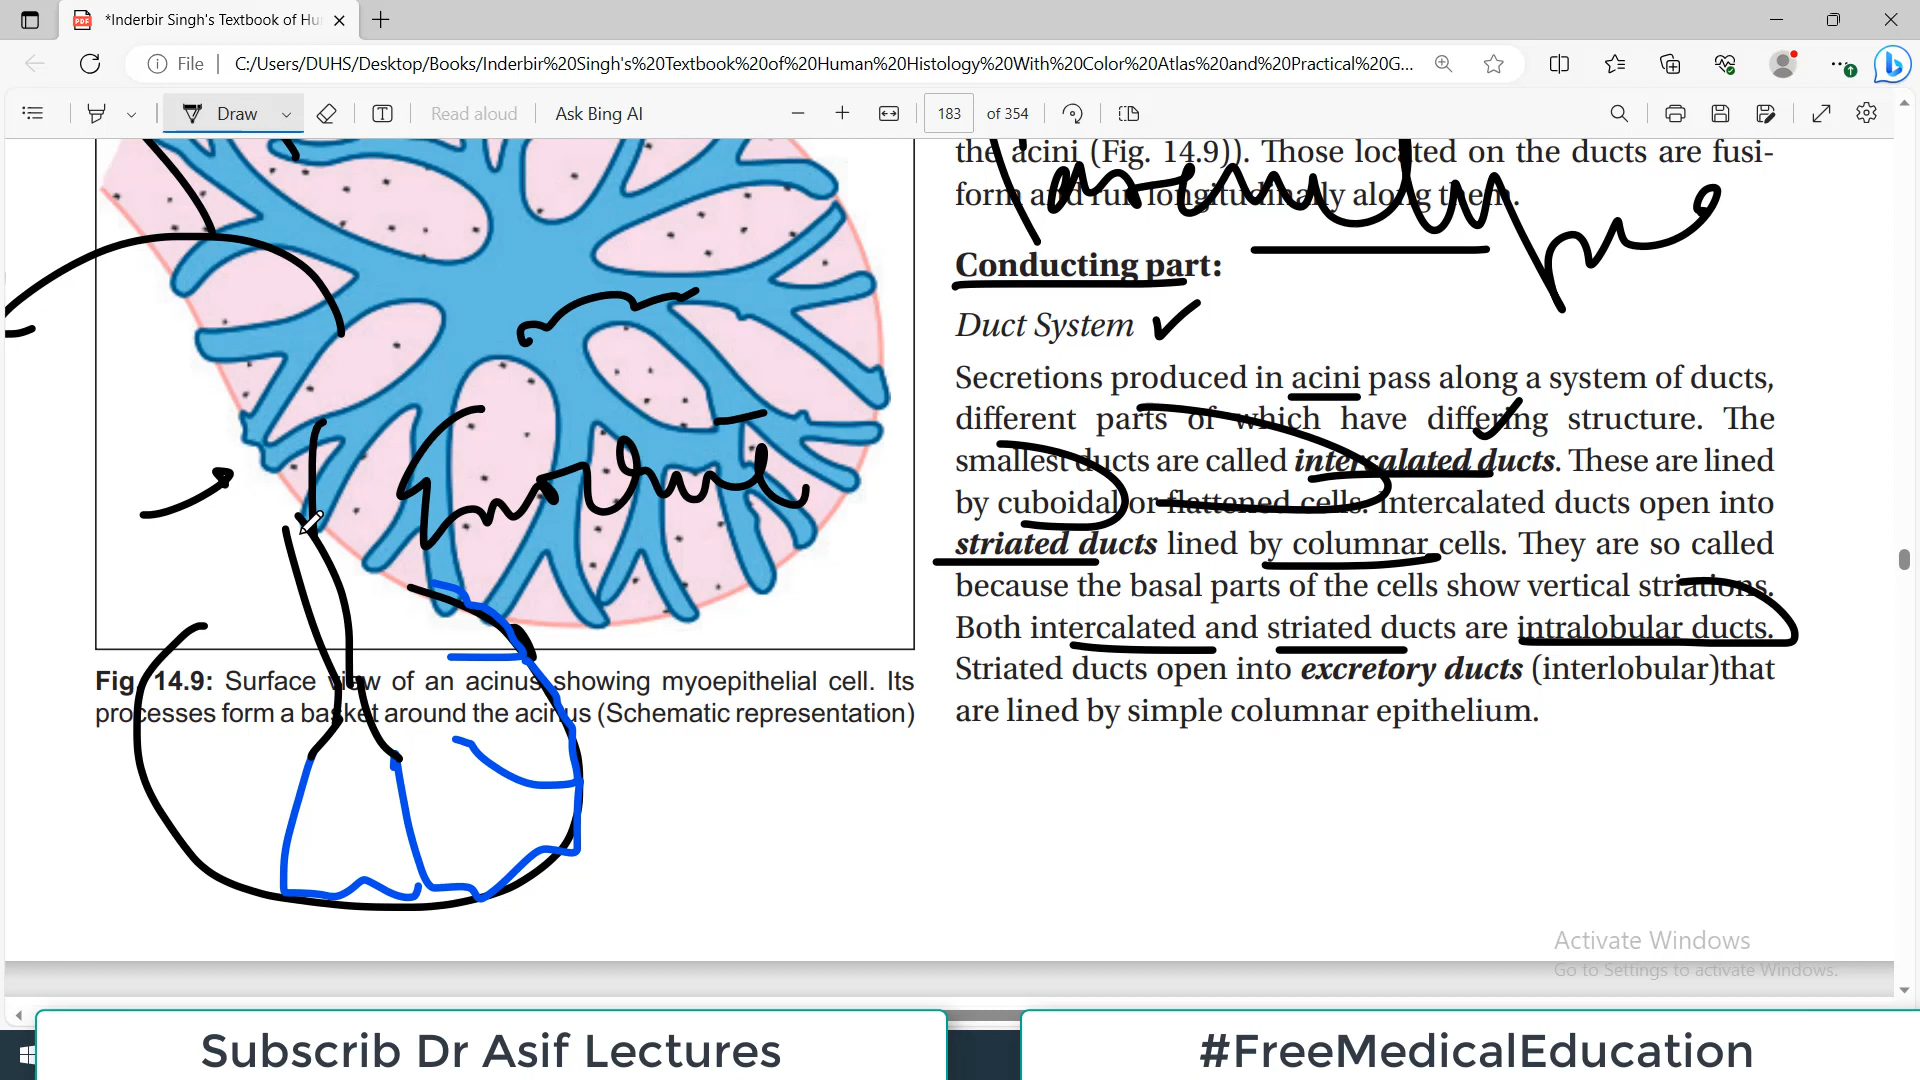 *Inderbir Singh's Textbook of Hu
File
C:/Users/DUHS/Desktop/Books/Inderbir%20Singh's%20Textbook%20of%20Human%20Histology%20With%20Color%20Atlas%20and%20Practical%20G...
Draw
Read aloud
Ask Bing AI
183 of 354
the acini (Fig. 14.9)). Those located on the ducts are fusi-
form and run longitudinally along them.
Conducting part:
Duct System
Secretions produced in acini pass along a system of ducts,
different parts of which have differing structure. The
smallest ducts are called intercalated ducts. These are lined
by cuboidal or flattened cells. Intercalated ducts open into
striated ducts lined by columnar cells. They are so called
because the basal parts of the cells show vertical striations.
Both intercalated and striated ducts are intralobular ducts.
Striated ducts open into excretory ducts (interlobular)that
are lined by simple columnar epithelium.
Fig. 14.9: Surface view of an acinus showing myoepithelial cell. Its
processes form a basket around the acinus (Schematic representation)
Activate Windows
Go to Settings to activate Windows.
Subscrib Dr Asif Lectures
#FreeMedicalEducation